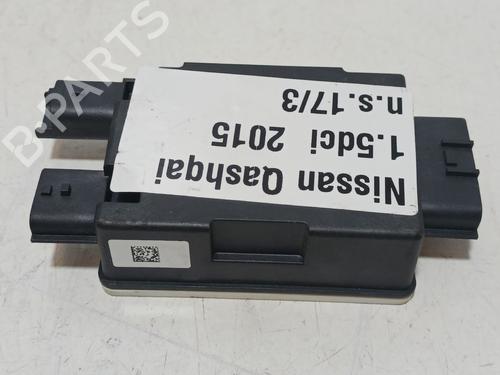 Nissan Qashqai
1.5dci 2015
n.s.17/3
B-PARTS